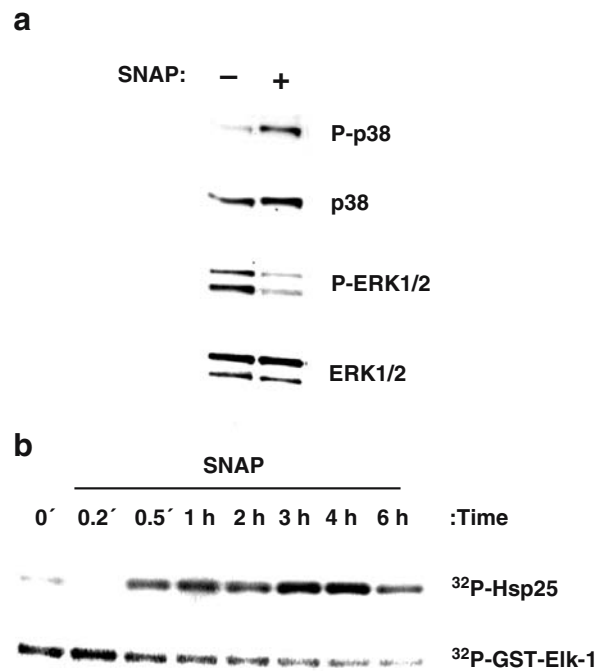 a
SNAP: – +
P-p38
p38
P-ERK1/2
ERK1/2
b
SNAP
0´ 0.2´ 0.5´ 1 h 2 h 3 h 4 h 6 h :Time
³²P-Hsp25
³²P-GST-Elk-1